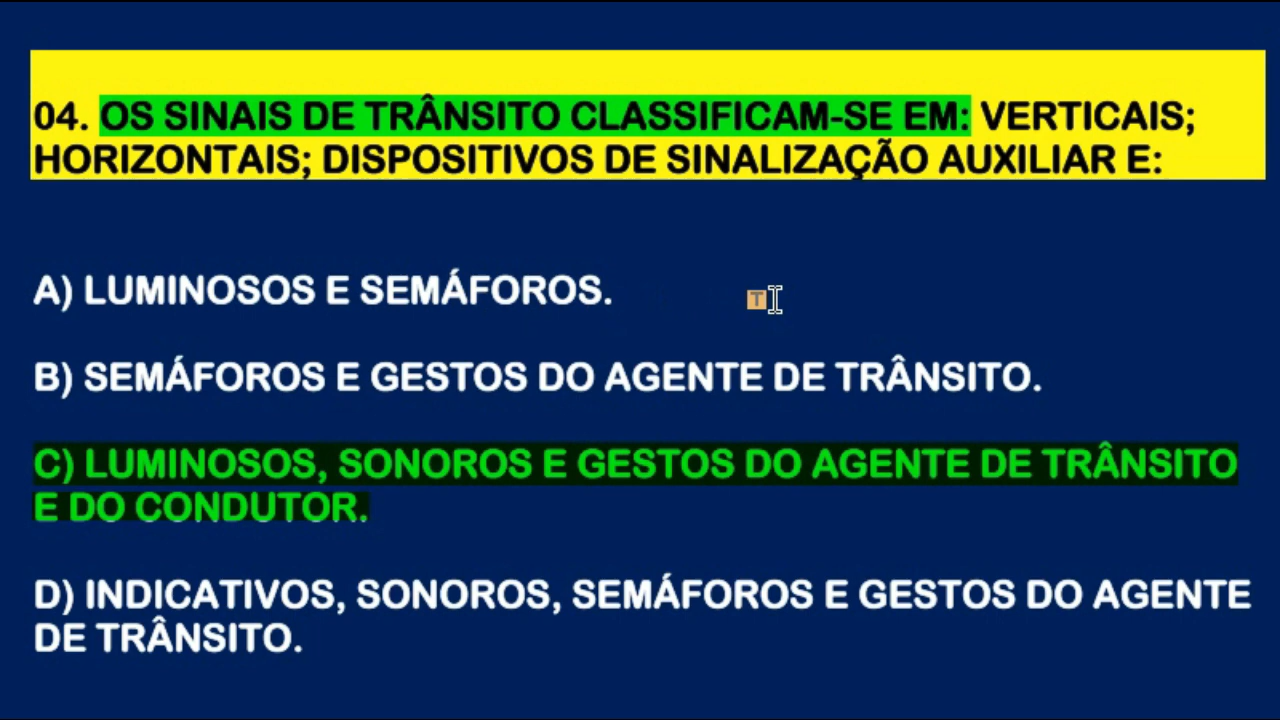 04. OS SINAIS DE TRÂNSITO CLASSIFICAM-SE EM: VERTICAIS;
HORIZONTAIS; DISPOSITIVOS DE SINALIZAÇÃO AUXILIAR E:
A) LUMINOSOS E SEMÁFOROS.
T
B) SEMÁFOROS E GESTOS DO AGENTE DE TRÂNSITO.
C) LUMINOSOS, SONOROS E GESTOS DO AGENTE DE TRÂNSITO
E DO CONDUTOR.
D) INDICATIVOS, SONOROS, SEMÁFOROS E GESTOS DO AGENTE
DE TRÂNSITO.